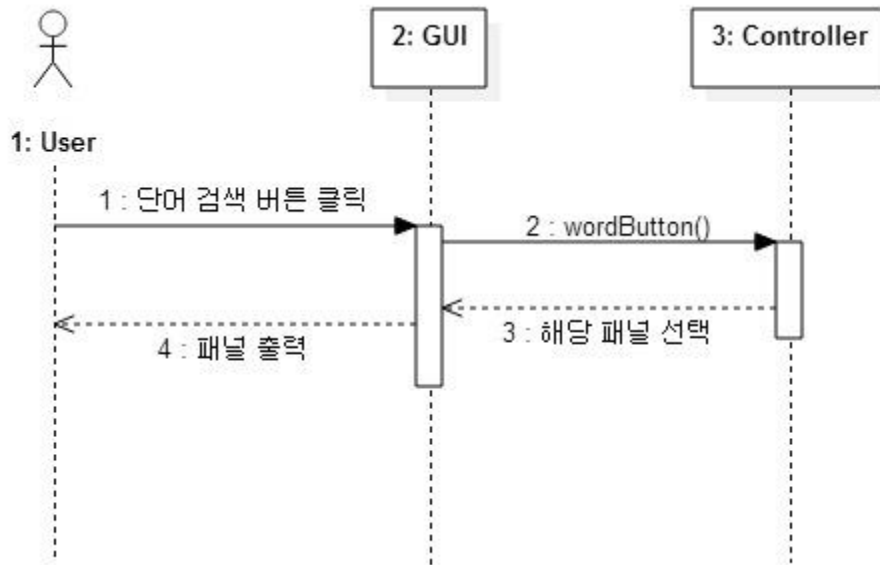 2: GUI
3: Controller
1: User
1 : 단어 검색 버튼 클릭
2 : wordButton()
3 : 해당 패널 선택
4 : 패널 출력